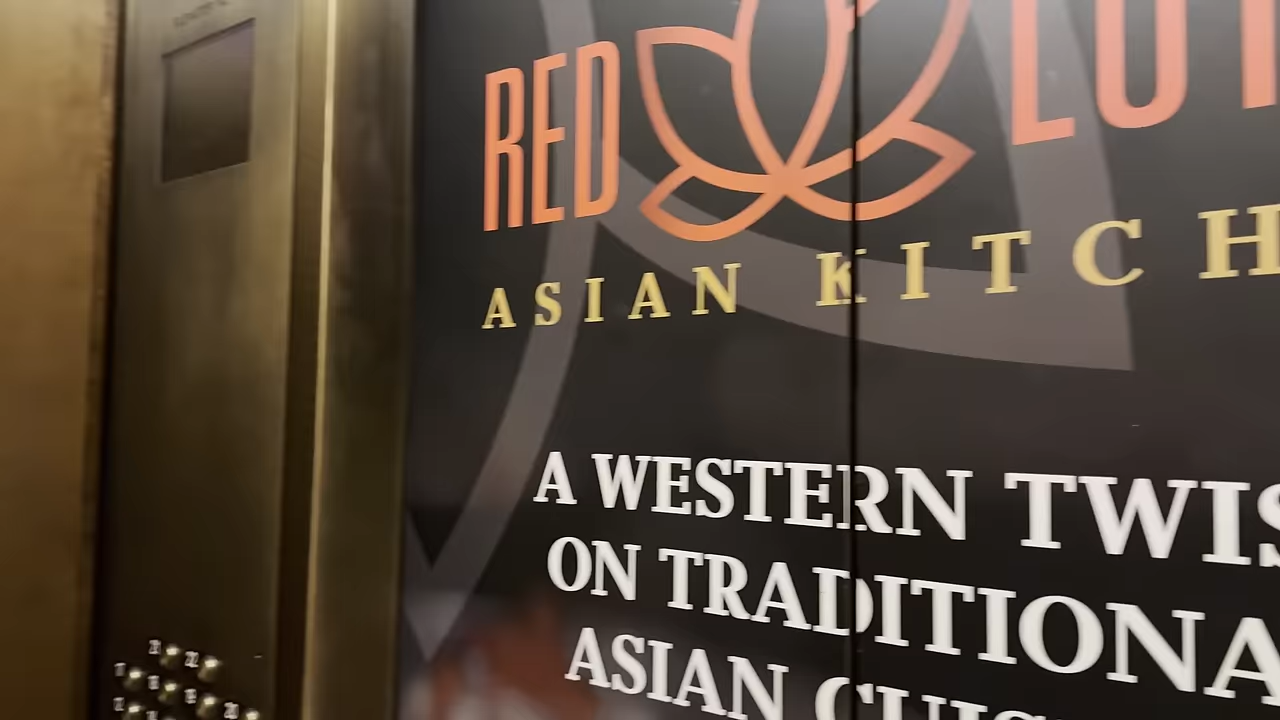 RED LOT
ASIAN KITCH
A WESTERN TWIS
ON TRADITIONA
ASIAN CUIS